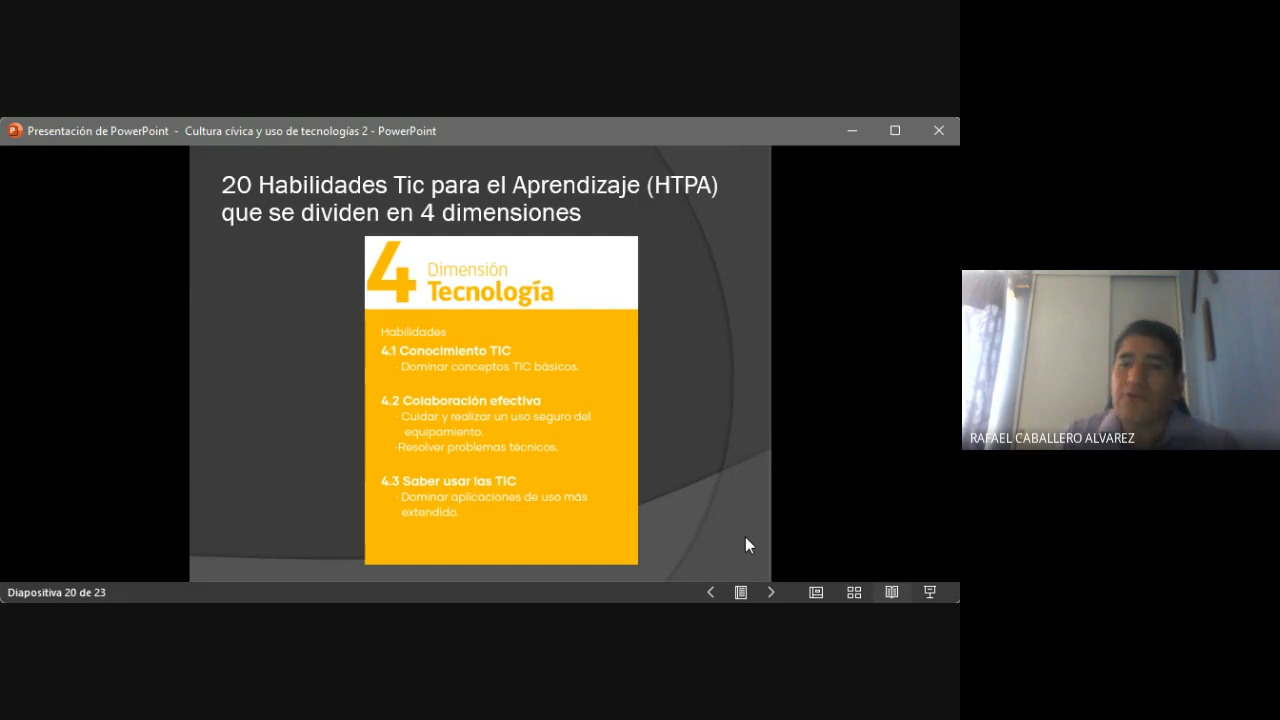 Presentación de PowerPoint - Cultura cívica y uso de tecnologías 2 - PowerPoint
20 Habilidades Tic para el Aprendizaje (HTPA)
que se dividen en 4 dimensiones
4 Dimensión
Tecnología
Habilidades
4.1 Conocimiento TIC
· Dominar conceptos TIC básicos.
4.2 Colaboración efectiva
· Cuidar y realizar un uso seguro del
equipamiento.
·Resolver problemas técnicos.
4.3 Saber usar las TIC
· Dominar aplicaciones de uso más
extendido.
RAFAEL CABALLERO ALVAREZ
Diapositiva 20 de 23